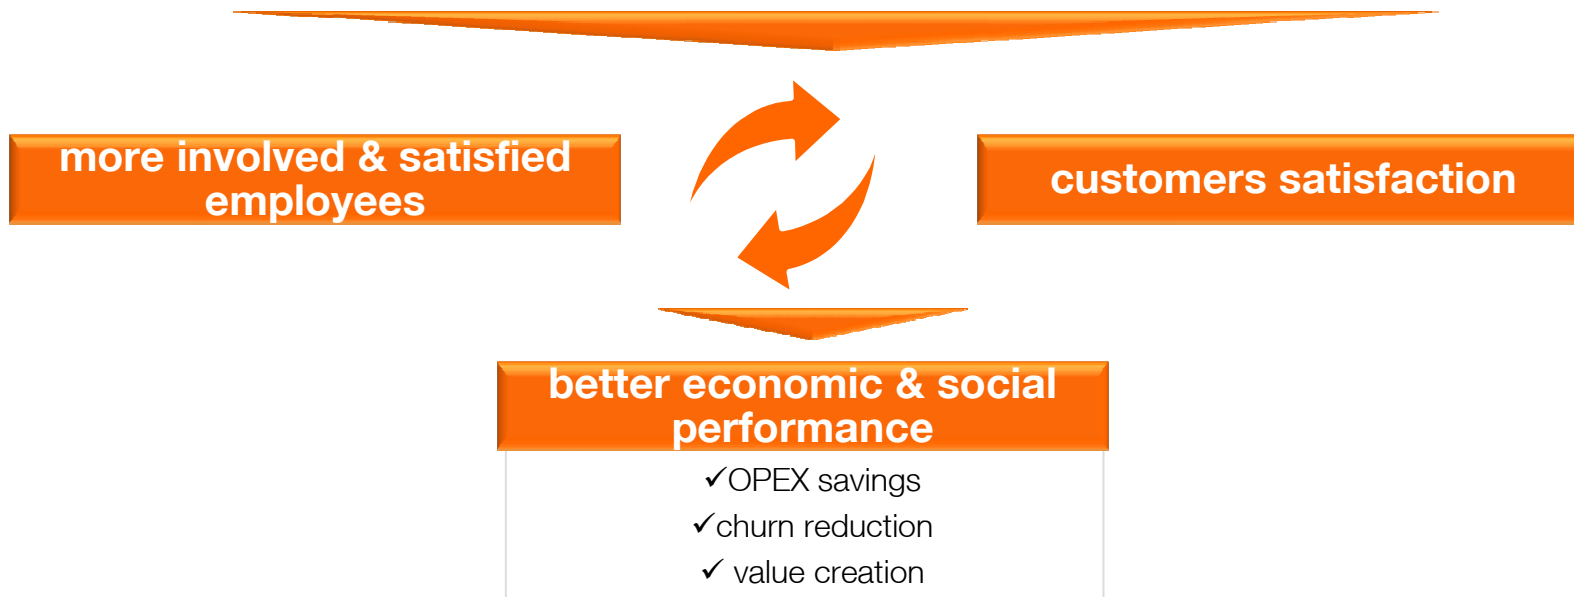 more involved & satisfied
employees
customers satisfaction
better economic & social
performance
✓OPEX savings
✓churn reduction
✓ value creation